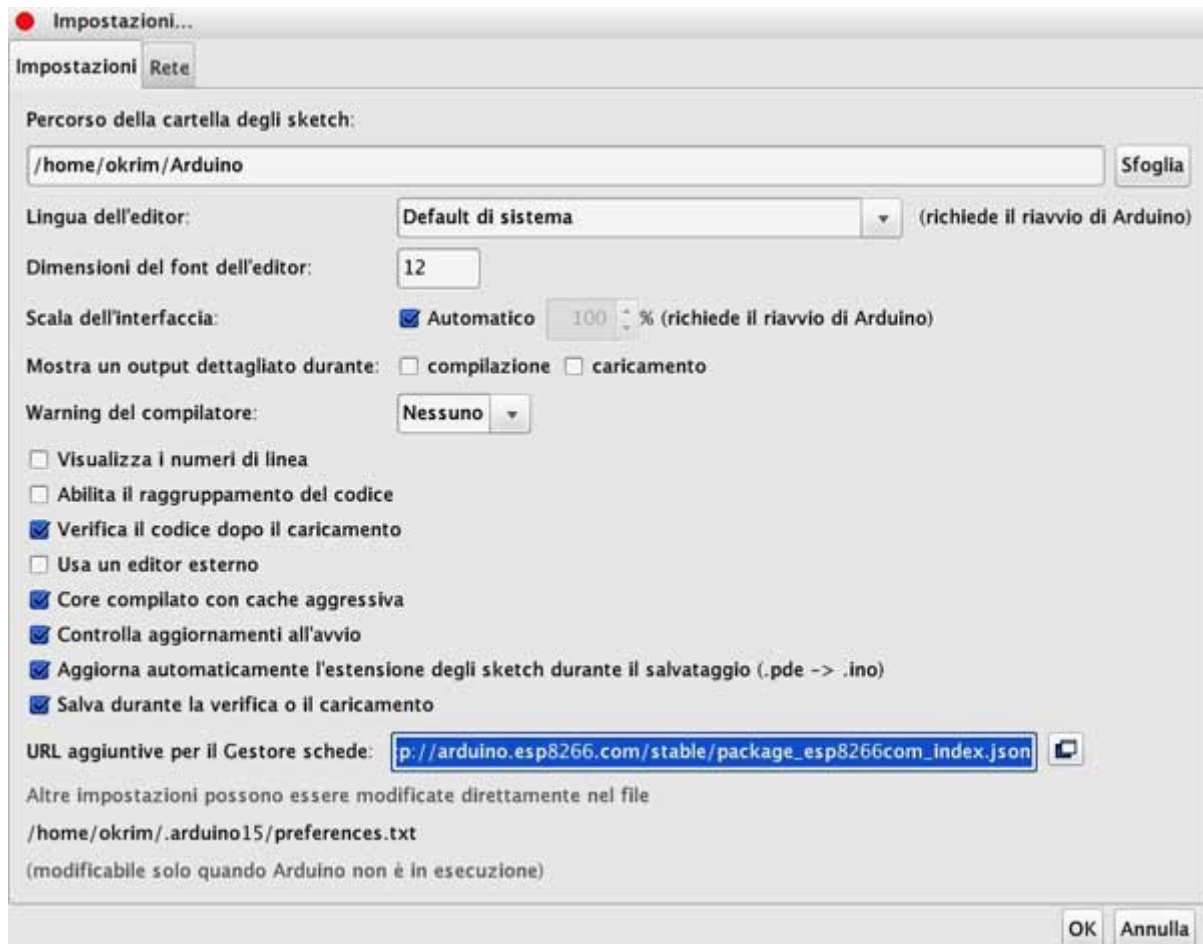 Impostazioni...
Impostazioni Rete
Percorso della cartella degli sketch:
/home/okrim/Arduino Sfoglia
Lingua dell'editor: Default di sistema (richiede il riavvio di Arduino)
Dimensioni del font dell'editor: 12
Scala dell'interfaccia: Automatico 100 % (richiede il riavvio di Arduino)
Mostra un output dettagliato durante: compilazione caricamento
Warning del compilatore: Nessuno
Visualizza i numeri di linea
Abilita il raggruppamento del codice
Verifica il codice dopo il caricamento
Usa un editor esterno
Core compilato con cache aggressiva
Controlla aggiornamenti all'avvio
Aggiorna automaticamente l'estensione degli sketch durante il salvataggio (.pde -> .ino)
Salva durante la verifica o il caricamento
URL aggiuntive per il Gestore schede: p://arduino.esp8266.com/stable/package_esp8266com_index.json
Altre impostazioni possono essere modificate direttamente nel file
/home/okrim/.arduino15/preferences.txt
(modificabile solo quando Arduino non è in esecuzione)
OK Annulla